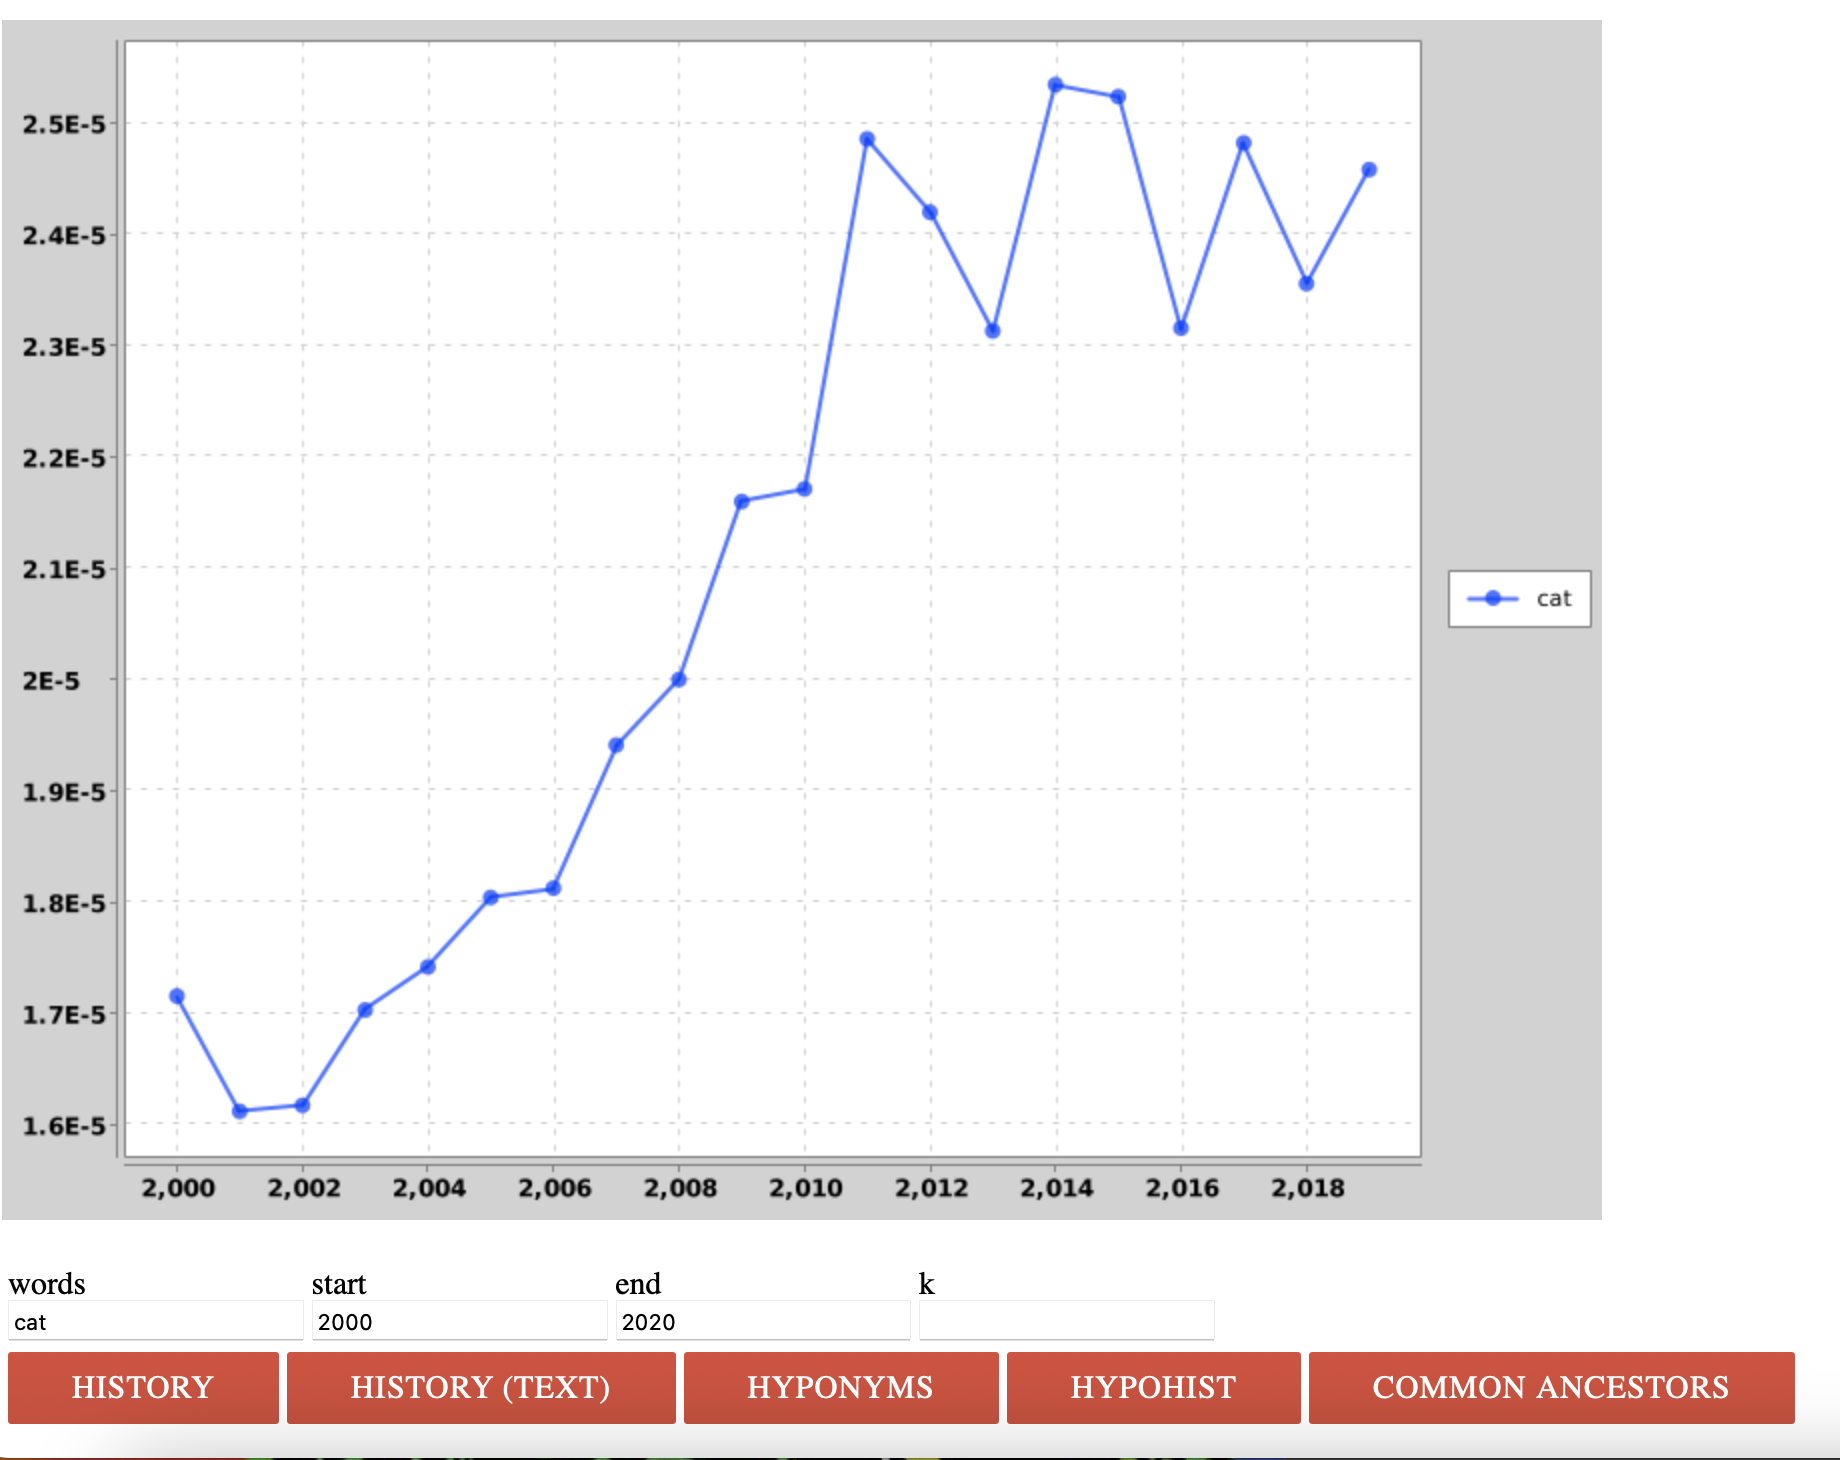 2.5E-5
2.4E-5
2.3E-5
2.2E-5
2.1E-5
2E-5
1.9E-5
1.8E-5
1.7E-5
1.6E-5
2,000 2,002 2,004 2,006 2,008 2,010 2,012 2,014 2,016 2,018
cat
words start end k
cat 2000 2020
HISTORY HISTORY (TEXT) HYPONYMS HYPOHIST COMMON ANCESTORS